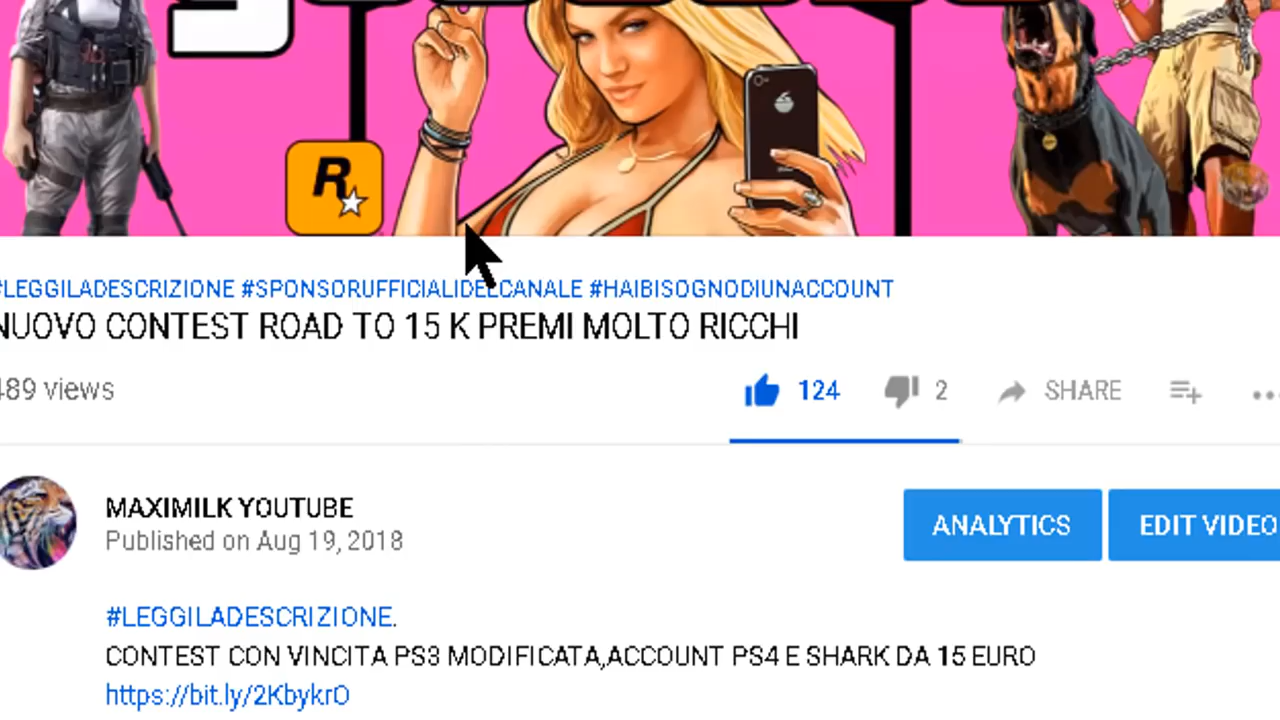 R
#LEGGILADESCRIZIONE #SPONSORUFFICIALIDELCANALE #HAIBISOGNODIUNACCOUNT
NUOVO CONTEST ROAD TO 15 K PREMI MOLTO RICCHI
489 views
124 2 SHARE
MAXIMILK YOUTUBE
Published on Aug 19, 2018
ANALYTICS EDIT VIDEO
#LEGGILADESCRIZIONE.
CONTEST CON VINCITA PS3 MODIFICATA,ACCOUNT PS4 E SHARK DA 15 EURO
https://bit.ly/2KbykrO